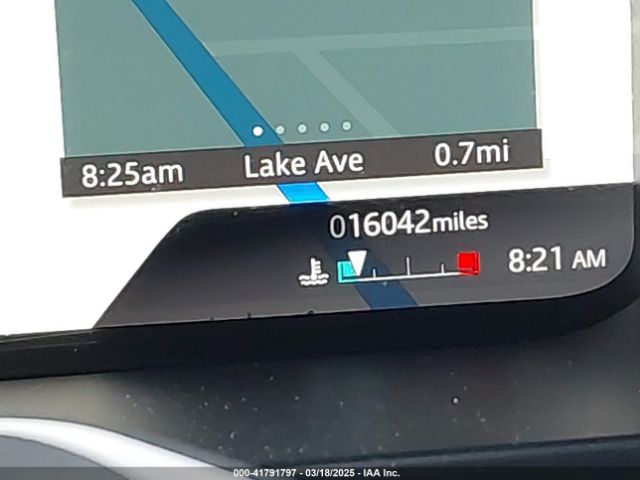 8:25am Lake Ave 0.7mi
016042miles
8:21 AM
000-41791797 - 03/18/2025 - IAA Inc.